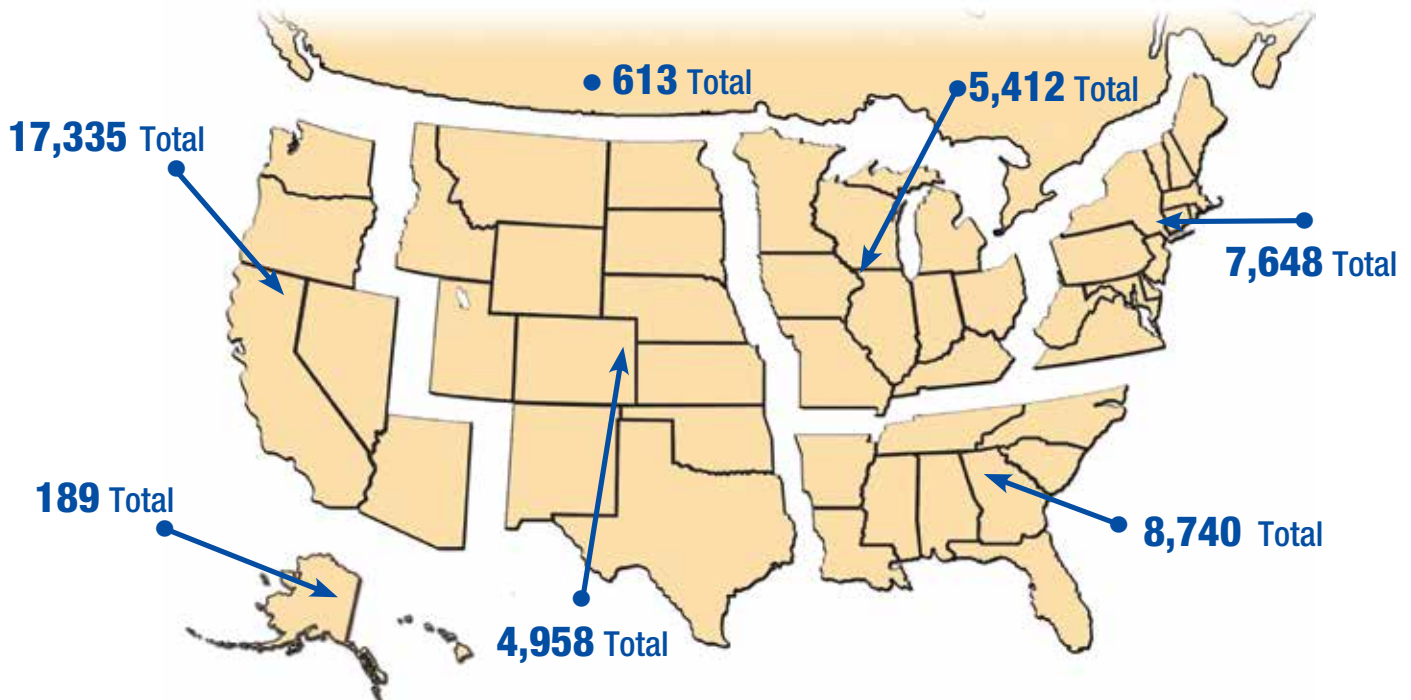 613 Total
5,412 Total
17,335 Total
7,648 Total
189 Total
8,740 Total
4,958 Total